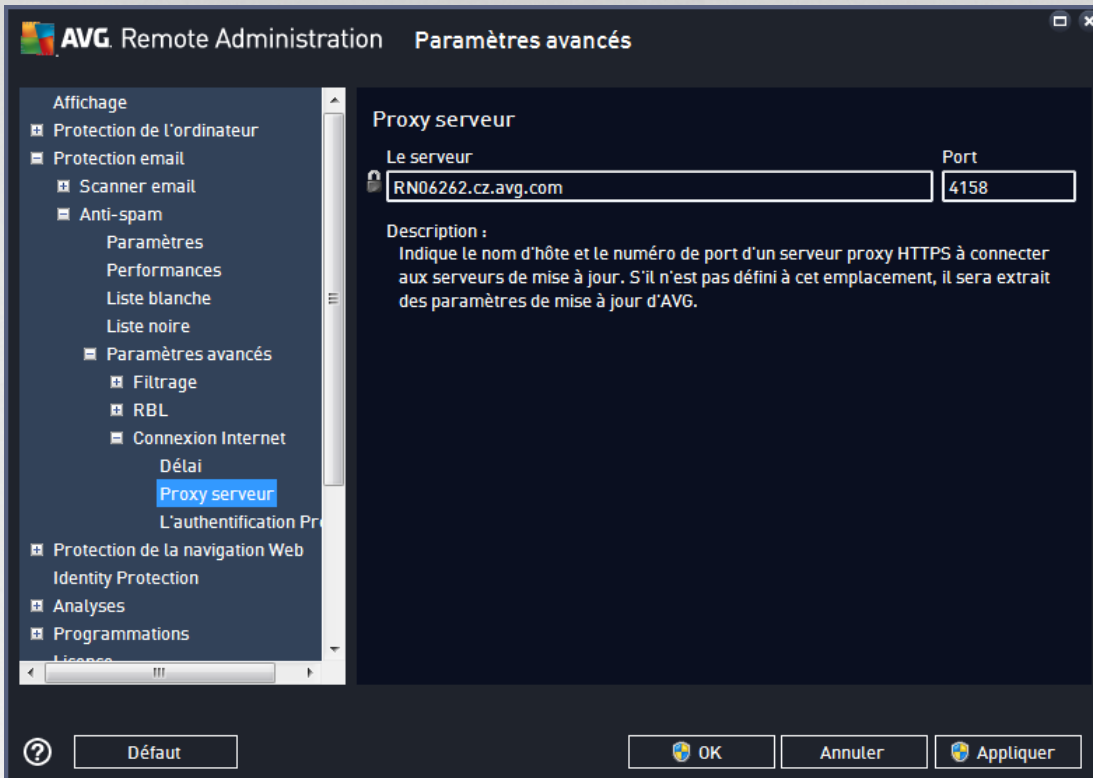 AVG. Remote Administration Paramètres avancés
Affichage
Protection de l'ordinateur
Protection email
Scanner email
Anti-spam
Paramètres
Performances
Liste blanche
Liste noire
Paramètres avancés
Filtrage
RBL
Connexion Internet
Délai
Proxy serveur
L'authentification Pr
Protection de la navigation Web
Identity Protection
Analyses
Programmations
Licence
Proxy serveur
Le serveur Port
RN06262.cz.avg.com 4158
Description :
Indique le nom d'hôte et le numéro de port d'un serveur proxy HTTPS à connecter
aux serveurs de mise à jour. S'il n'est pas défini à cet emplacement, il sera extrait
des paramètres de mise à jour d'AVG.
Défaut OK Annuler Appliquer